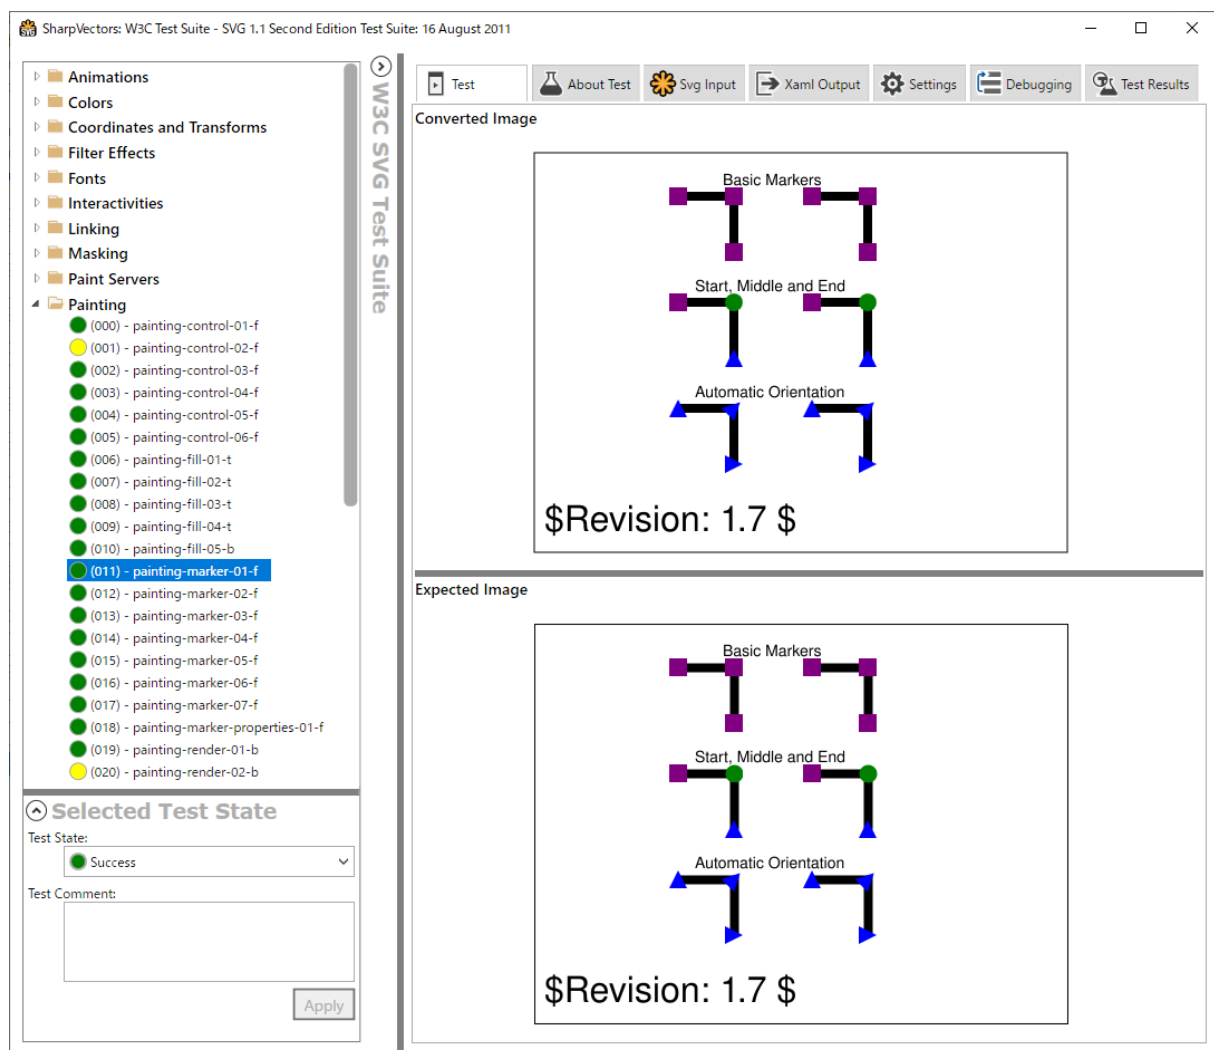 SharpVectors: W3C Test Suite - SVG 1.1 Second Edition Test Suite: 16 August 2011
Animations
Colors
Coordinates and Transforms
Filter Effects
Fonts
Interactivities
Linking
Masking
Paint Servers
Painting
(000) - painting-control-01-f
(001) - painting-control-02-f
(002) - painting-control-03-f
(003) - painting-control-04-f
(004) - painting-control-05-f
(005) - painting-control-06-f
(006) - painting-fill-01-t
(007) - painting-fill-02-t
(008) - painting-fill-03-t
(009) - painting-fill-04-t
(010) - painting-fill-05-b
(011) - painting-marker-01-f
(012) - painting-marker-02-f
(013) - painting-marker-03-f
(014) - painting-marker-04-f
(015) - painting-marker-05-f
(016) - painting-marker-06-f
(017) - painting-marker-07-f
(018) - painting-marker-properties-01-f
(019) - painting-render-01-b
(020) - painting-render-02-b
Selected Test State
Test State:
Success
Test Comment:
Apply
W3C SVG Test Suite
Test About Test Svg Input Xaml Output Settings Debugging Test Results
Converted Image
Basic Markers
Start, Middle and End
Automatic Orientation
$Revision: 1.7 $
Expected Image
Basic Markers
Start, Middle and End
Automatic Orientation
$Revision: 1.7 $